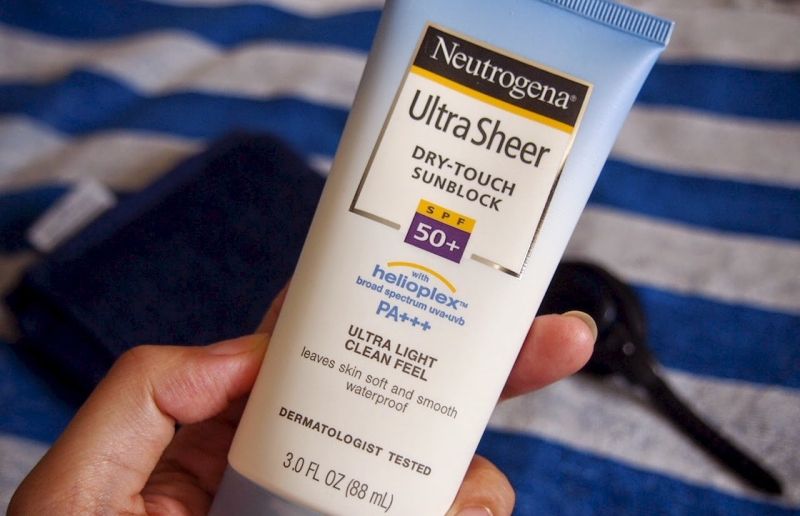 Neutrogena®
Ultra Sheer
DRY-TOUCH
SUNBLOCK
SPF
50+
with
helioplex™
broad spectrum uva•uvb
PA+++
ULTRA LIGHT
CLEAN FEEL
leaves skin soft and smooth
waterproof
DERMATOLOGIST TESTED
3.0 FL OZ (88 mL)